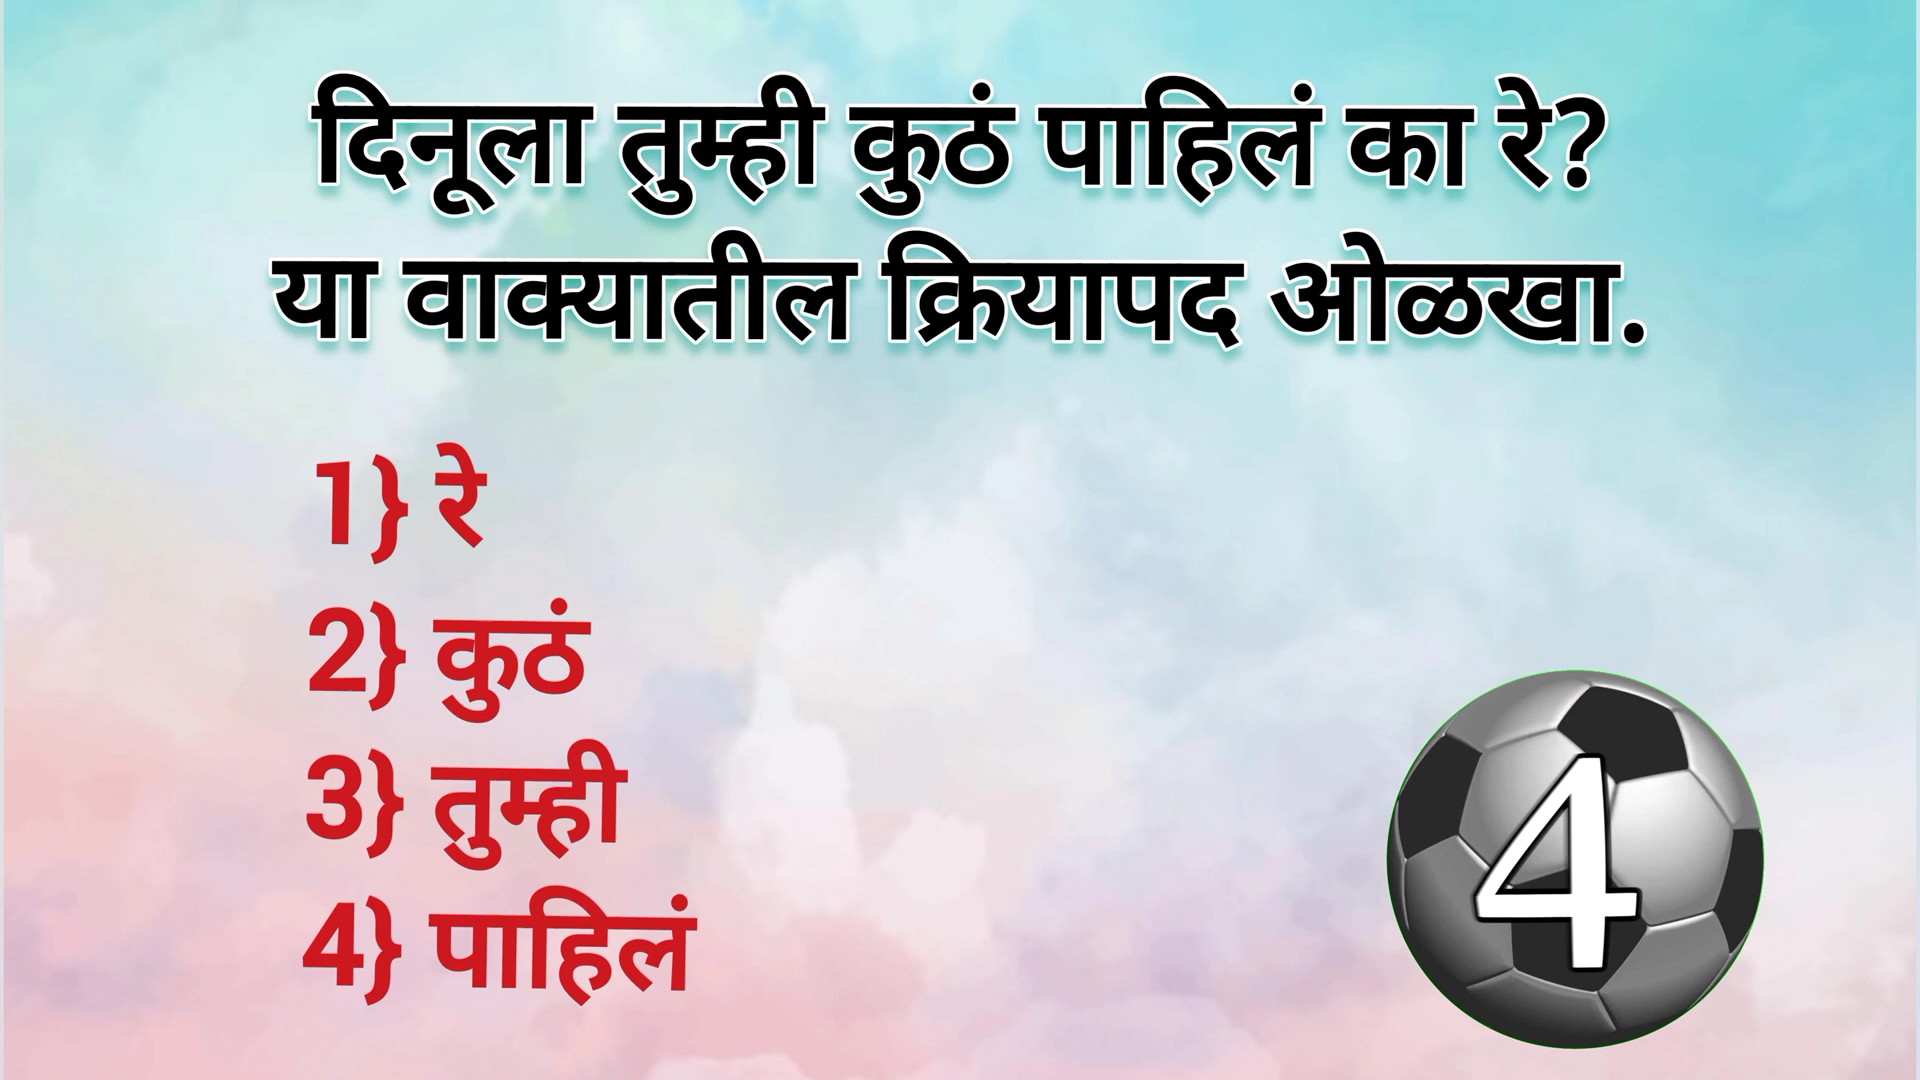 दिनूला तुम्ही कुठं पाहिलं का रे?
या वाक्यातील क्रियापद ओळखा.
1} रे
2} कुठं
3} तुम्ही
4} पाहिलं
4